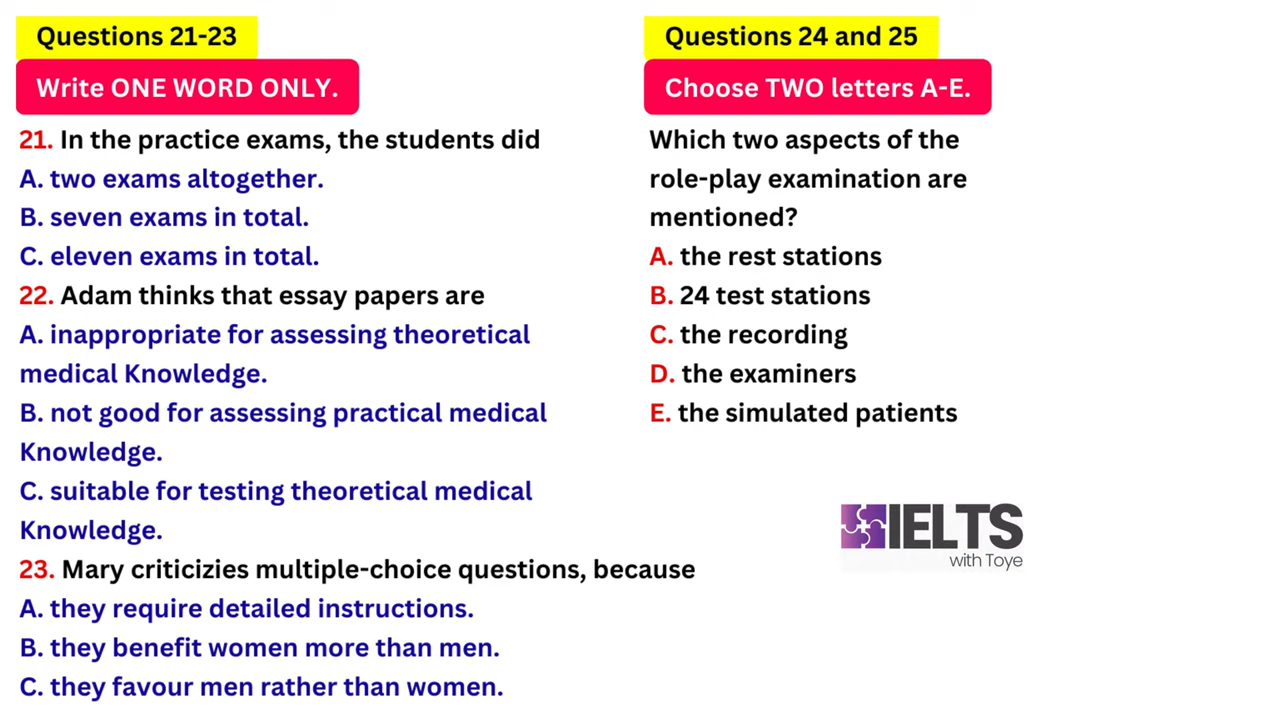 Questions 21-23
Write ONE WORD ONLY.
21. In the practice exams, the students did
A. two exams altogether.
B. seven exams in total.
C. eleven exams in total.
22. Adam thinks that essay papers are
A. inappropriate for assessing theoretical
medical Knowledge.
B. not good for assessing practical medical
Knowledge.
C. suitable for testing theoretical medical
Knowledge.
23. Mary criticizies multiple-choice questions, because
A. they require detailed instructions.
B. they benefit women more than men.
C. they favour men rather than women.
Questions 24 and 25
Choose TWO letters A-E.
Which two aspects of the
role-play examination are
mentioned?
A. the rest stations
B. 24 test stations
C. the recording
D. the examiners
E. the simulated patients
IELTS
with Toye